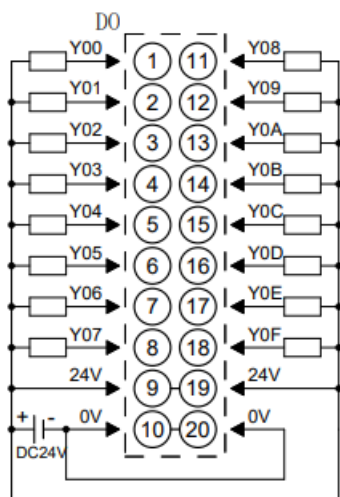 DO
Y00 1 11 Y08
Y01 2 12 Y09
Y02 3 13 Y0A
Y03 4 14 Y0B
Y04 5 15 Y0C
Y05 6 16 Y0D
Y06 7 17 Y0E
Y07 8 18 Y0F
24V 9 19 24V
+ - 0V 10 20 0V
DC24V